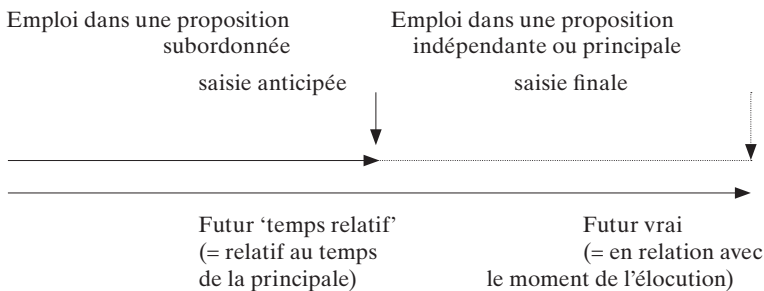 Emploi dans une proposition
subordonnée
Emploi dans une proposition
indépendante ou principale
saisie anticipée
saisie finale
Futur ‘temps relatif’
(= relatif au temps
de la principale)
Futur vrai
(= en relation avec
le moment de l’élocution)